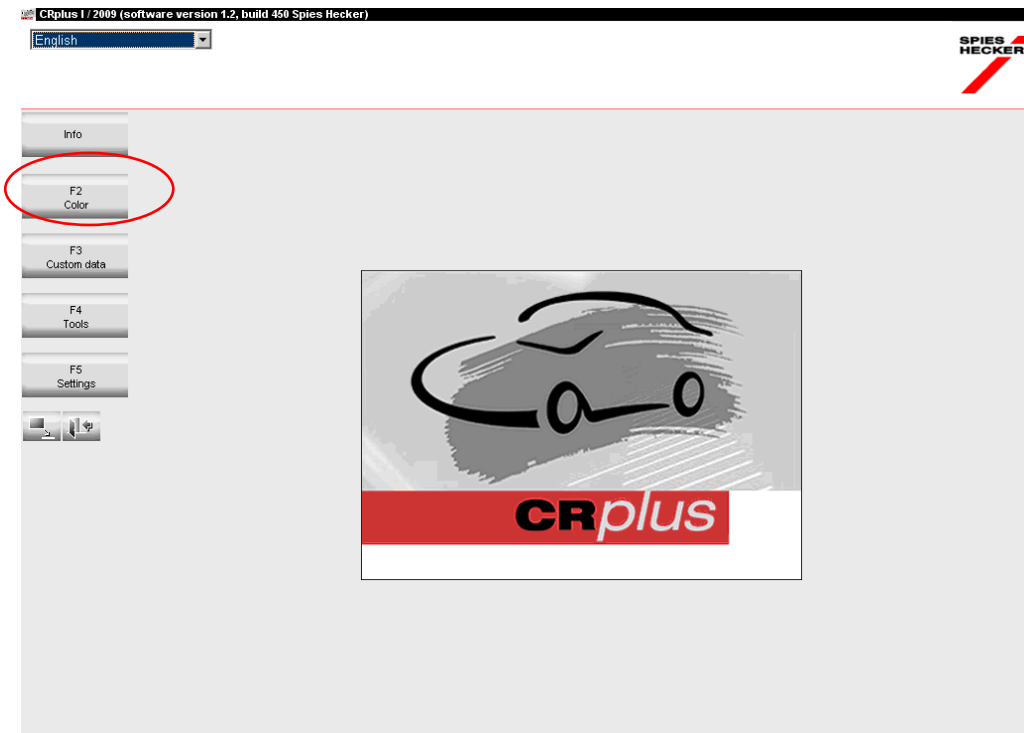 CRplus I / 2009 (software version 1.2, build 450 Spies Hecker)
English
SPIES
HECKER
Info
F2
Color
F3
Custom data
F4
Tools
F5
Settings
CRplus